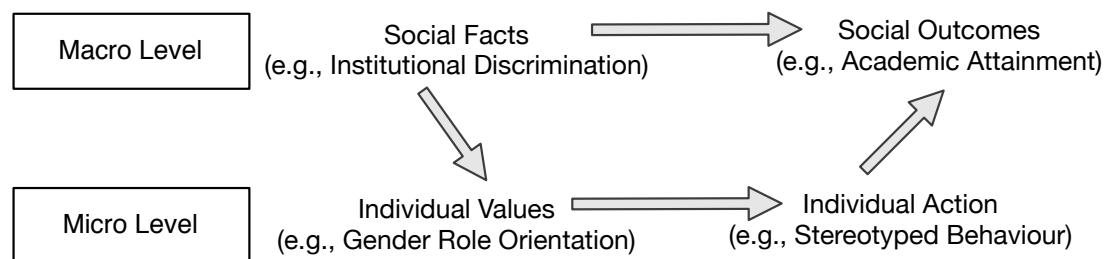 Macro Level
Social Facts
(e.g., Institutional Discrimination)
Social Outcomes
(e.g., Academic Attainment)
Micro Level
Individual Values
(e.g., Gender Role Orientation)
Individual Action
(e.g., Stereotyped Behaviour)